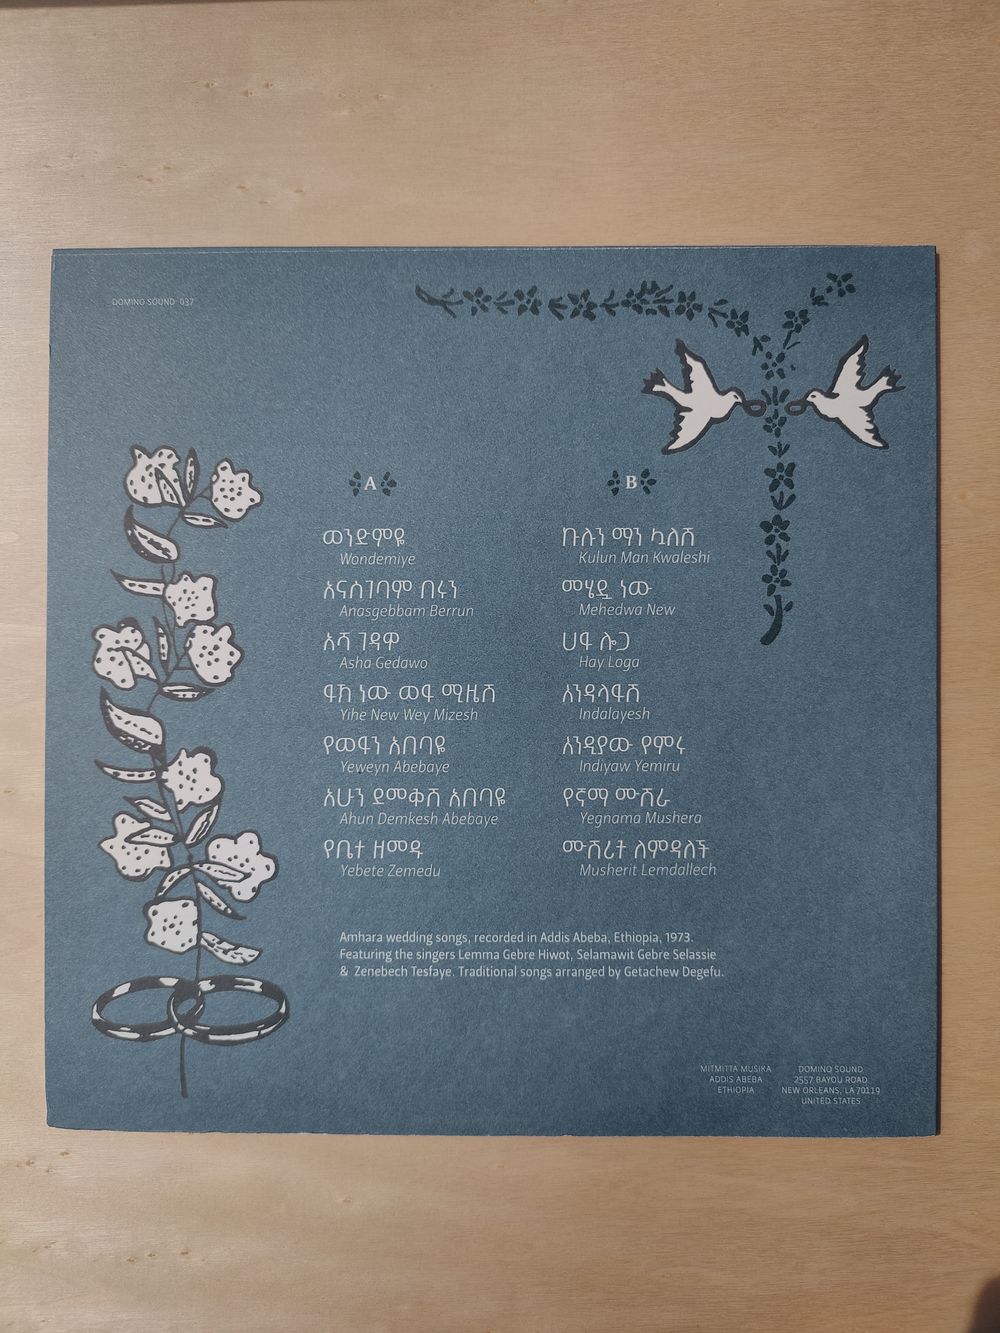 DOMINO SOUND 037
A
ወንድምዬ
Wondemiye
አናስገባም በሩን
Anasgebbam Berrun
አሻ ገዳዎ
Asha Gedawo
ይኸ ነው ወይ ሚዜሽ
Yihe New Wey Mizesh
የወይን አበባዬ
Yeweyn Abebaye
አሁን ደመቅሽ አበባዬ
Ahun Demkesh Abebaye
የቤተ ዘመዱ
Yebete Zemedu
B
ኩሉን ማን ኳለሽ
Kulun Man Kwaleshi
መሄዷ ነው
Mehedwa New
ሀይ ሎጋ
Hay Loga
እንዳላይሽ
Indalayesh
እንዲያው የምሩ
Indiyaw Yemiru
የኛማ ሙሽራ
Yegnama Mushera
ሙሽሪት ለምዳለች
Musherit Lemdallech
Amhara wedding songs, recorded in Addis Abeba, Ethiopia, 1973.
Featuring the singers Lemma Gebre Hiwot, Selamawit Gebre Selassie
& Zenebech Tesfaye. Traditional songs arranged by Getachew Degefu.
MITMITTA MUSIKA
ADDIS ABEBA
ETHIOPIA
DOMINO SOUND
2557 BAYOU ROAD
NEW ORLEANS, LA 70119
UNITED STATES